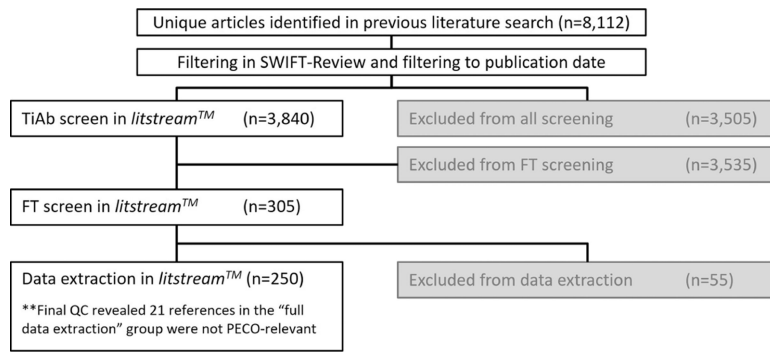 Unique articles identified in previous literature search (n=8,112)
Filtering in SWIFT-Review and filtering to publication date
TiAb screen in litstream™ (n=3,840)
Excluded from all screening (n=3,505)
Excluded from FT screening (n=3,535)
FT screen in litstream™ (n=305)
Data extraction in litstream™ (n=250)
**Final QC revealed 21 references in the “full
data extraction” group were not PECO-relevant
Excluded from data extraction (n=55)